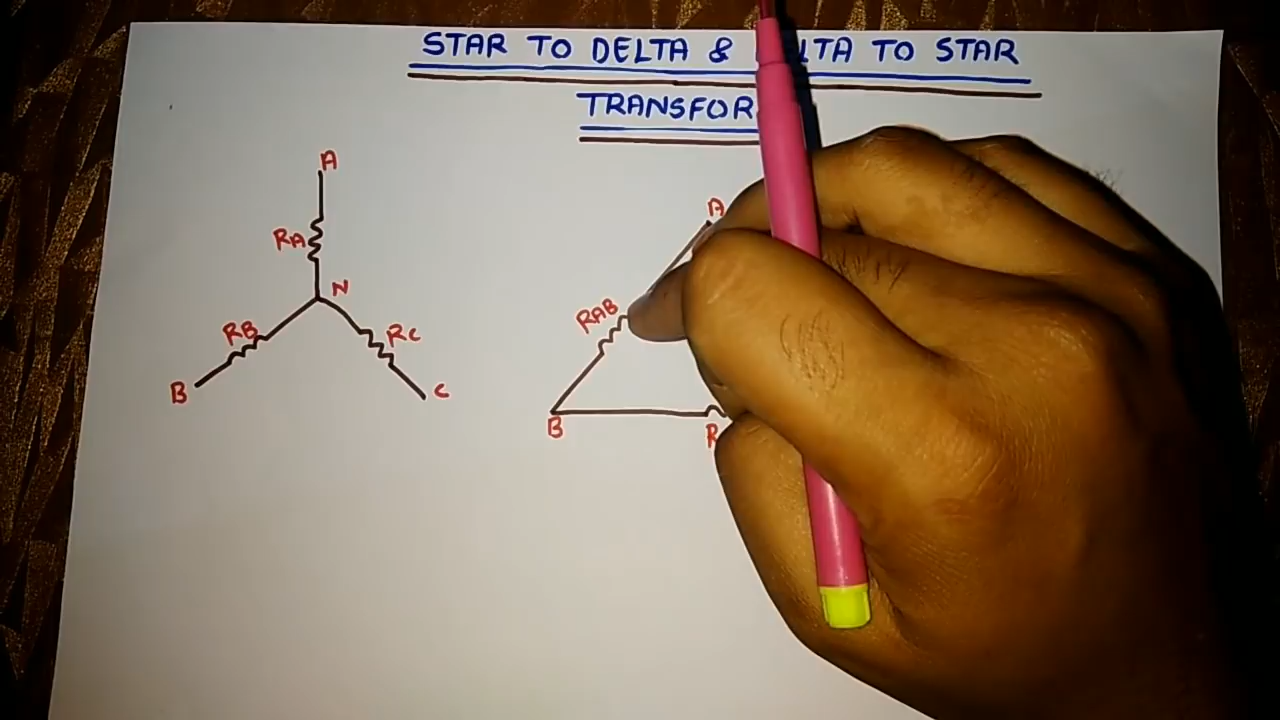 STAR TO DELTA & LTA TO STAR
TRANSFOR
A
RA
N
RB
RC
B
C
A
RAB
B
R